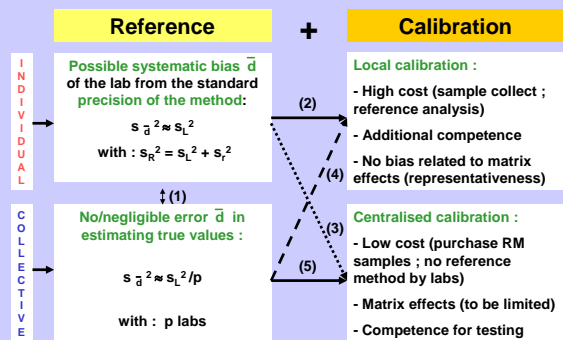 Reference
+
Calibration
INDIVIDUAL
Possible systematic bias d̅
of the lab from the standard
precision of the method:
s d̅ ² ≈ sL²
with : sR² = sL² + sr²
(2)
Local calibration :
- High cost (sample collect ;
reference analysis)
- Additional competence
- No bias related to matrix
effects (representativeness)
(4)
(1)
COLLECTIVE
No/negligible error d̅ in
estimating true values :
s d̅ ² ≈ sL²/p
with : p labs
(3)
(5)
Centralised calibration :
- Low cost (purchase RM
samples ; no reference
method by labs)
- Matrix effects (to be limited)
- Competence for testing